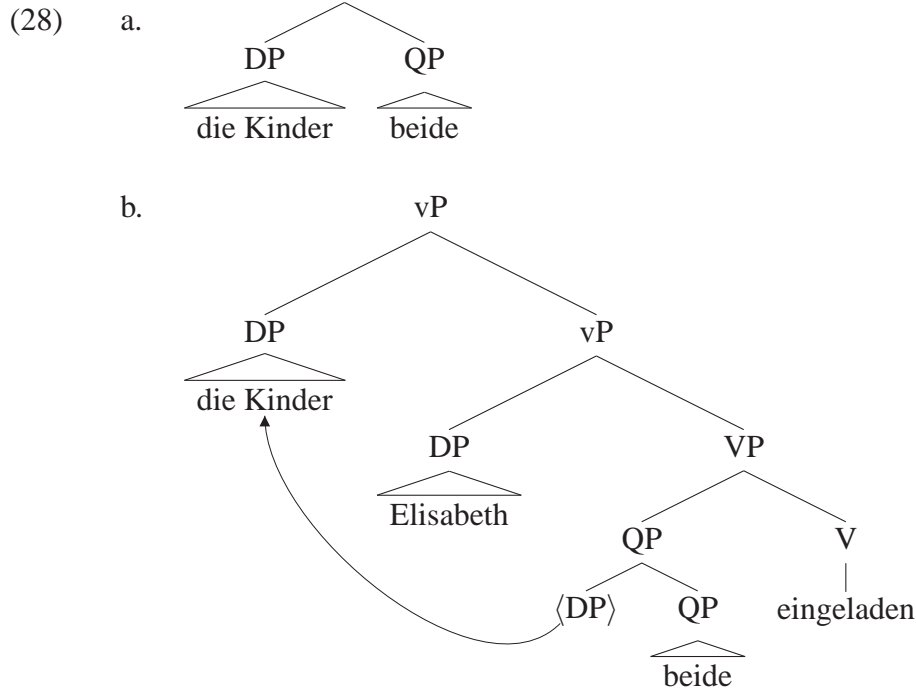 (28) a.
DP QP
die Kinder beide
b. vP
DP vP
die Kinder
DP VP
Elisabeth
QP V
⟨DP⟩ QP eingeladen
beide